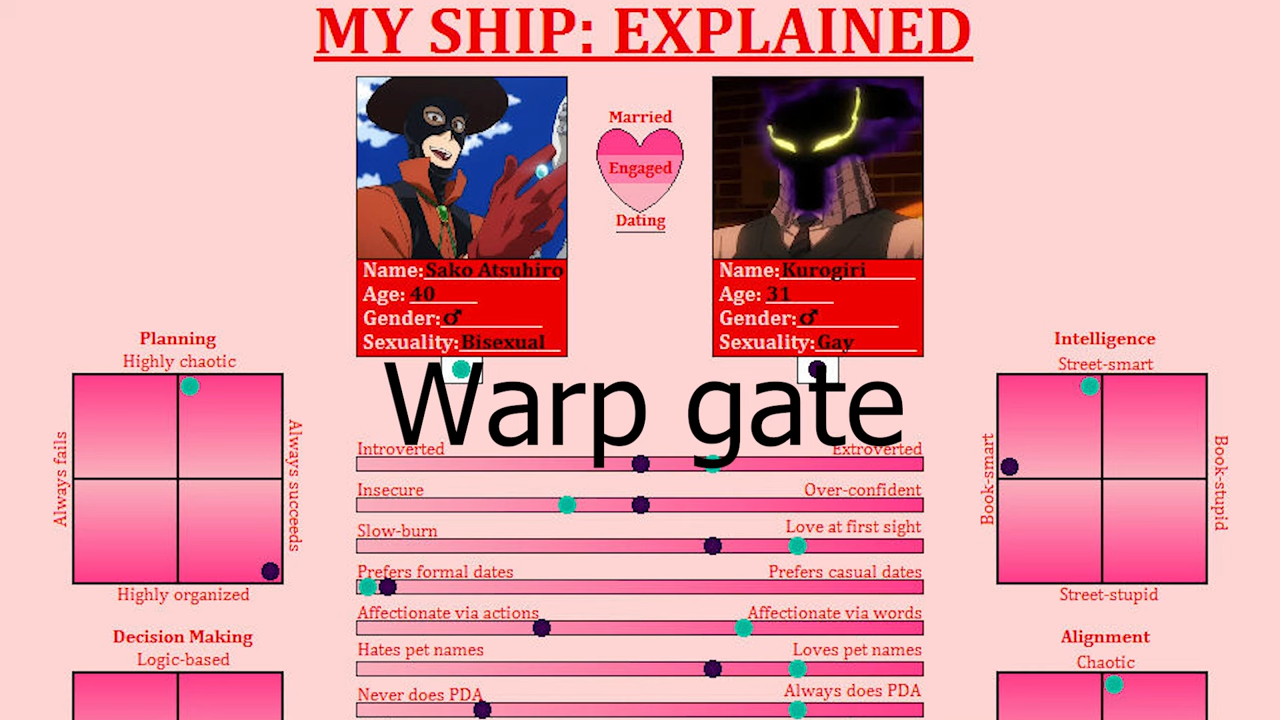 MY SHIP: EXPLAINED
Married
Engaged
Dating
Name: Sako Atsuhiro
Age: 40
Gender: ♂
Sexuality: Bisexual
Name: Kurogiri
Age: 31
Gender: ♂
Sexuality: Gay
Warp gate
Planning
Highly chaotic
Always fails
Always succeeds
Highly organized
Decision Making
Logic-based
Introverted
Extroverted
Insecure
Over-confident
Slow-burn
Love at first sight
Prefers formal dates
Prefers casual dates
Affectionate via actions
Affectionate via words
Hates pet names
Loves pet names
Never does PDA
Always does PDA
Intelligence
Street-smart
Book-smart
Book-stupid
Street-stupid
Alignment
Chaotic